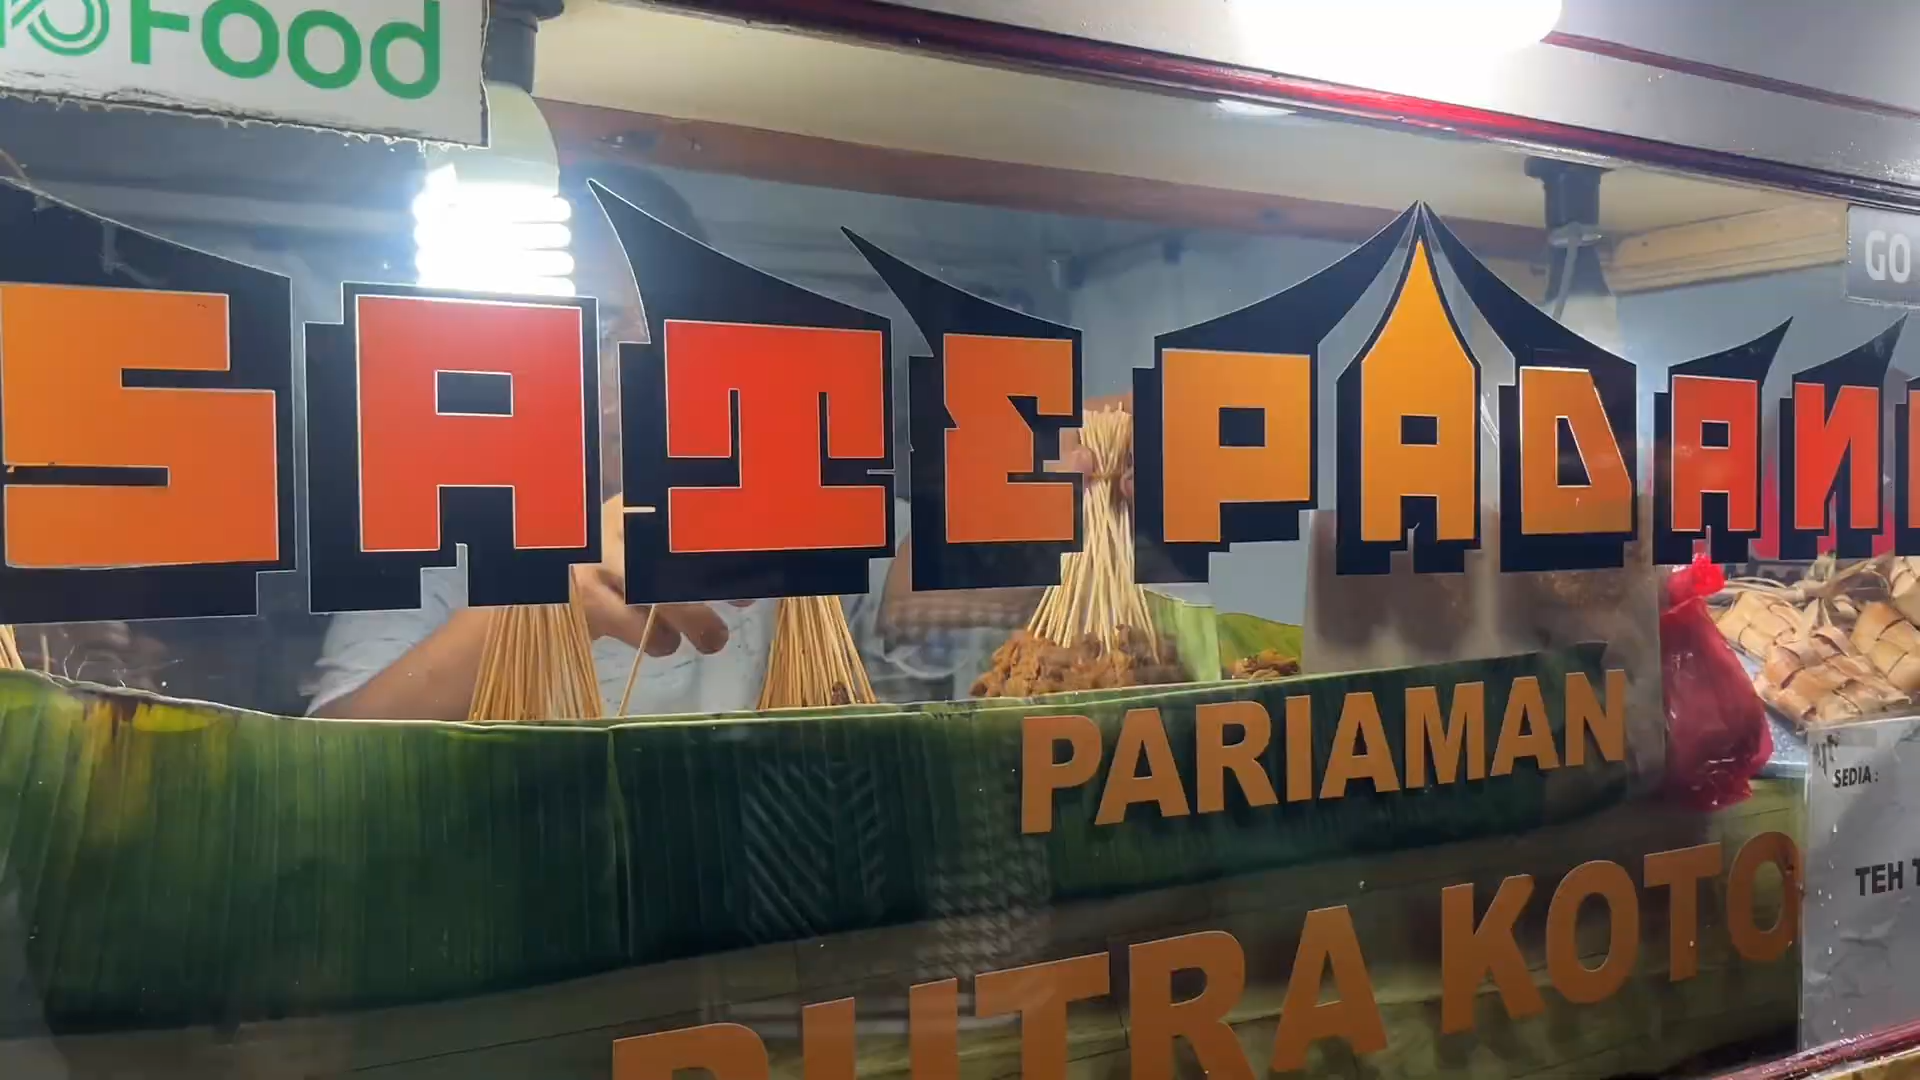 Food
SATE PADAN
GO
PARIAMAN
SEDIA :
PUTRA KOTO
TEH